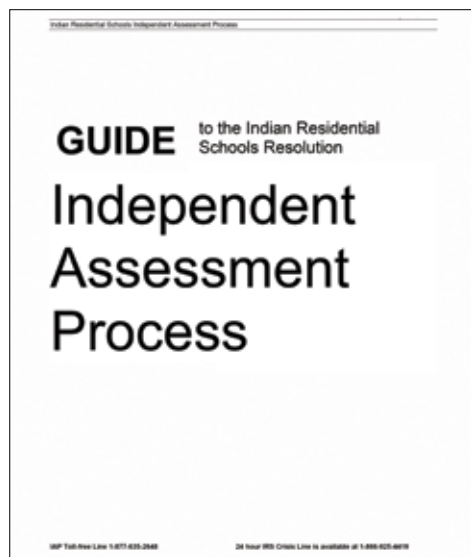 Indian Residential Schools Independent Assessment Process
GUIDE to the Indian Residential
Schools Resolution
Independent
Assessment
Process
IAP Toll-free Line 1-877-635-2648 24 hour IRS Crisis Line is available at 1-866-925-4419